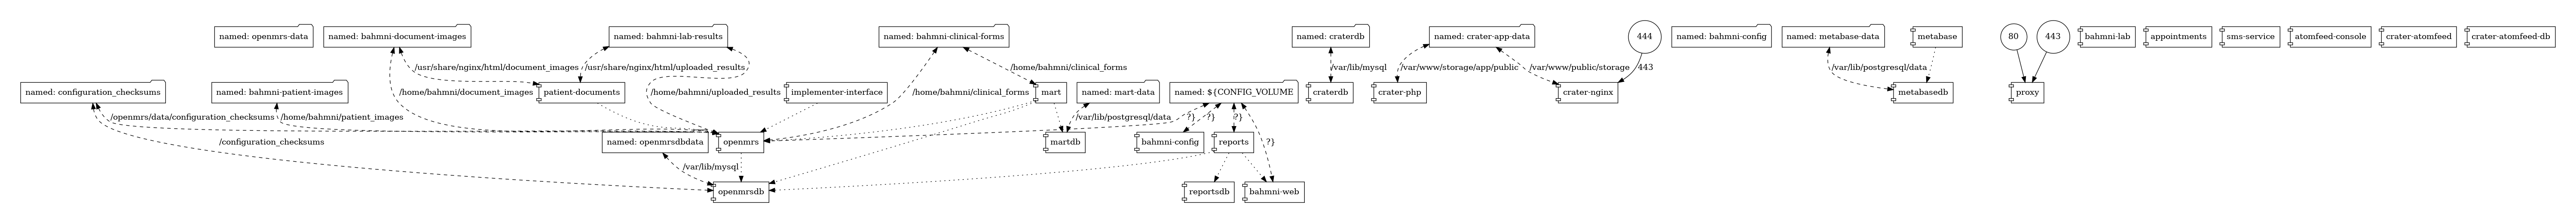 named: openmrs-data
named: bahmni-document-images
named: bahmni-lab-results
named: bahmni-clinical-forms
named: craterdb
named: crater-app-data
444
named: bahmni-config
named: metabase-data
metabase
80
443
bahmni-lab
appointments
sms-service
atomfeed-console
crater-atomfeed
crater-atomfeed-db
/usr/share/nginx/html/document_images
/usr/share/nginx/html/uploaded_results
/home/bahmni/clinical_forms
/var/lib/mysql
/var/www/storage/app/public
/var/www/public/storage
443
/var/lib/postgresql/data
named: configuration_checksums
named: bahmni-patient-images
/home/bahmni/document_images
patient-documents
/home/bahmni/uploaded_results
implementer-interface
/home/bahmni/clinical_forms
mart
named: mart-data
named: ${CONFIG_VOLUME
craterdb
crater-php
crater-nginx
metabasedb
proxy
/openmrs/data/configuration_checksums
/home/bahmni/patient_images
/var/lib/postgresql/data
?}
?}
?}
/configuration_checksums
named: openmrsdbdata
openmrs
martdb
bahmni-config
reports
?}
/var/lib/mysql
openmrsdb
reportsdb
bahmni-web